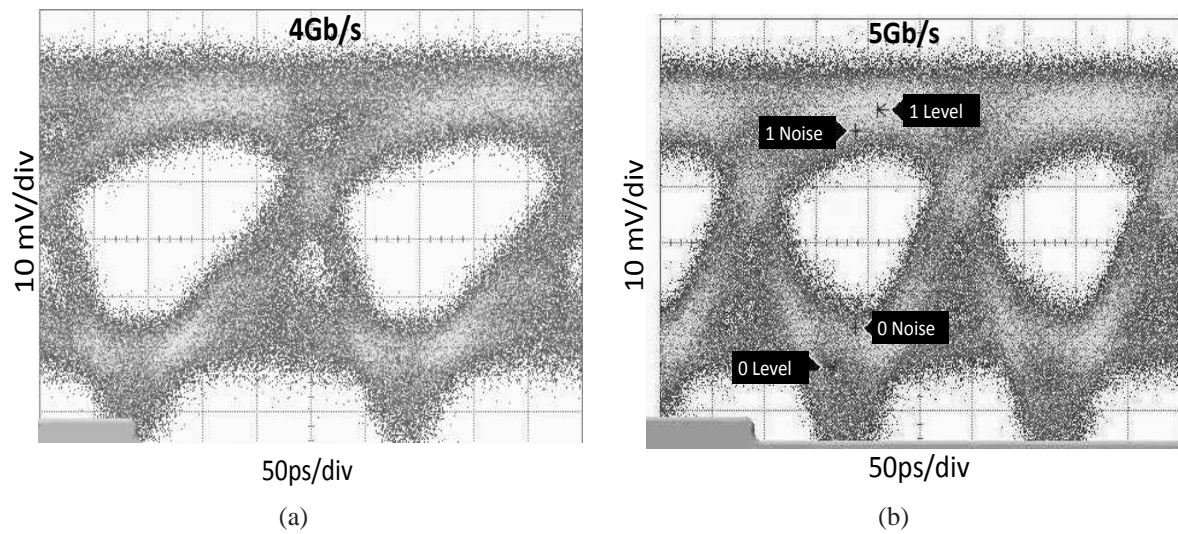 4Gb/s
10 mV/div
50ps/div
(a)
5Gb/s
1 Level
1 Noise
0 Noise
0 Level
10 mV/div
50ps/div
(b)